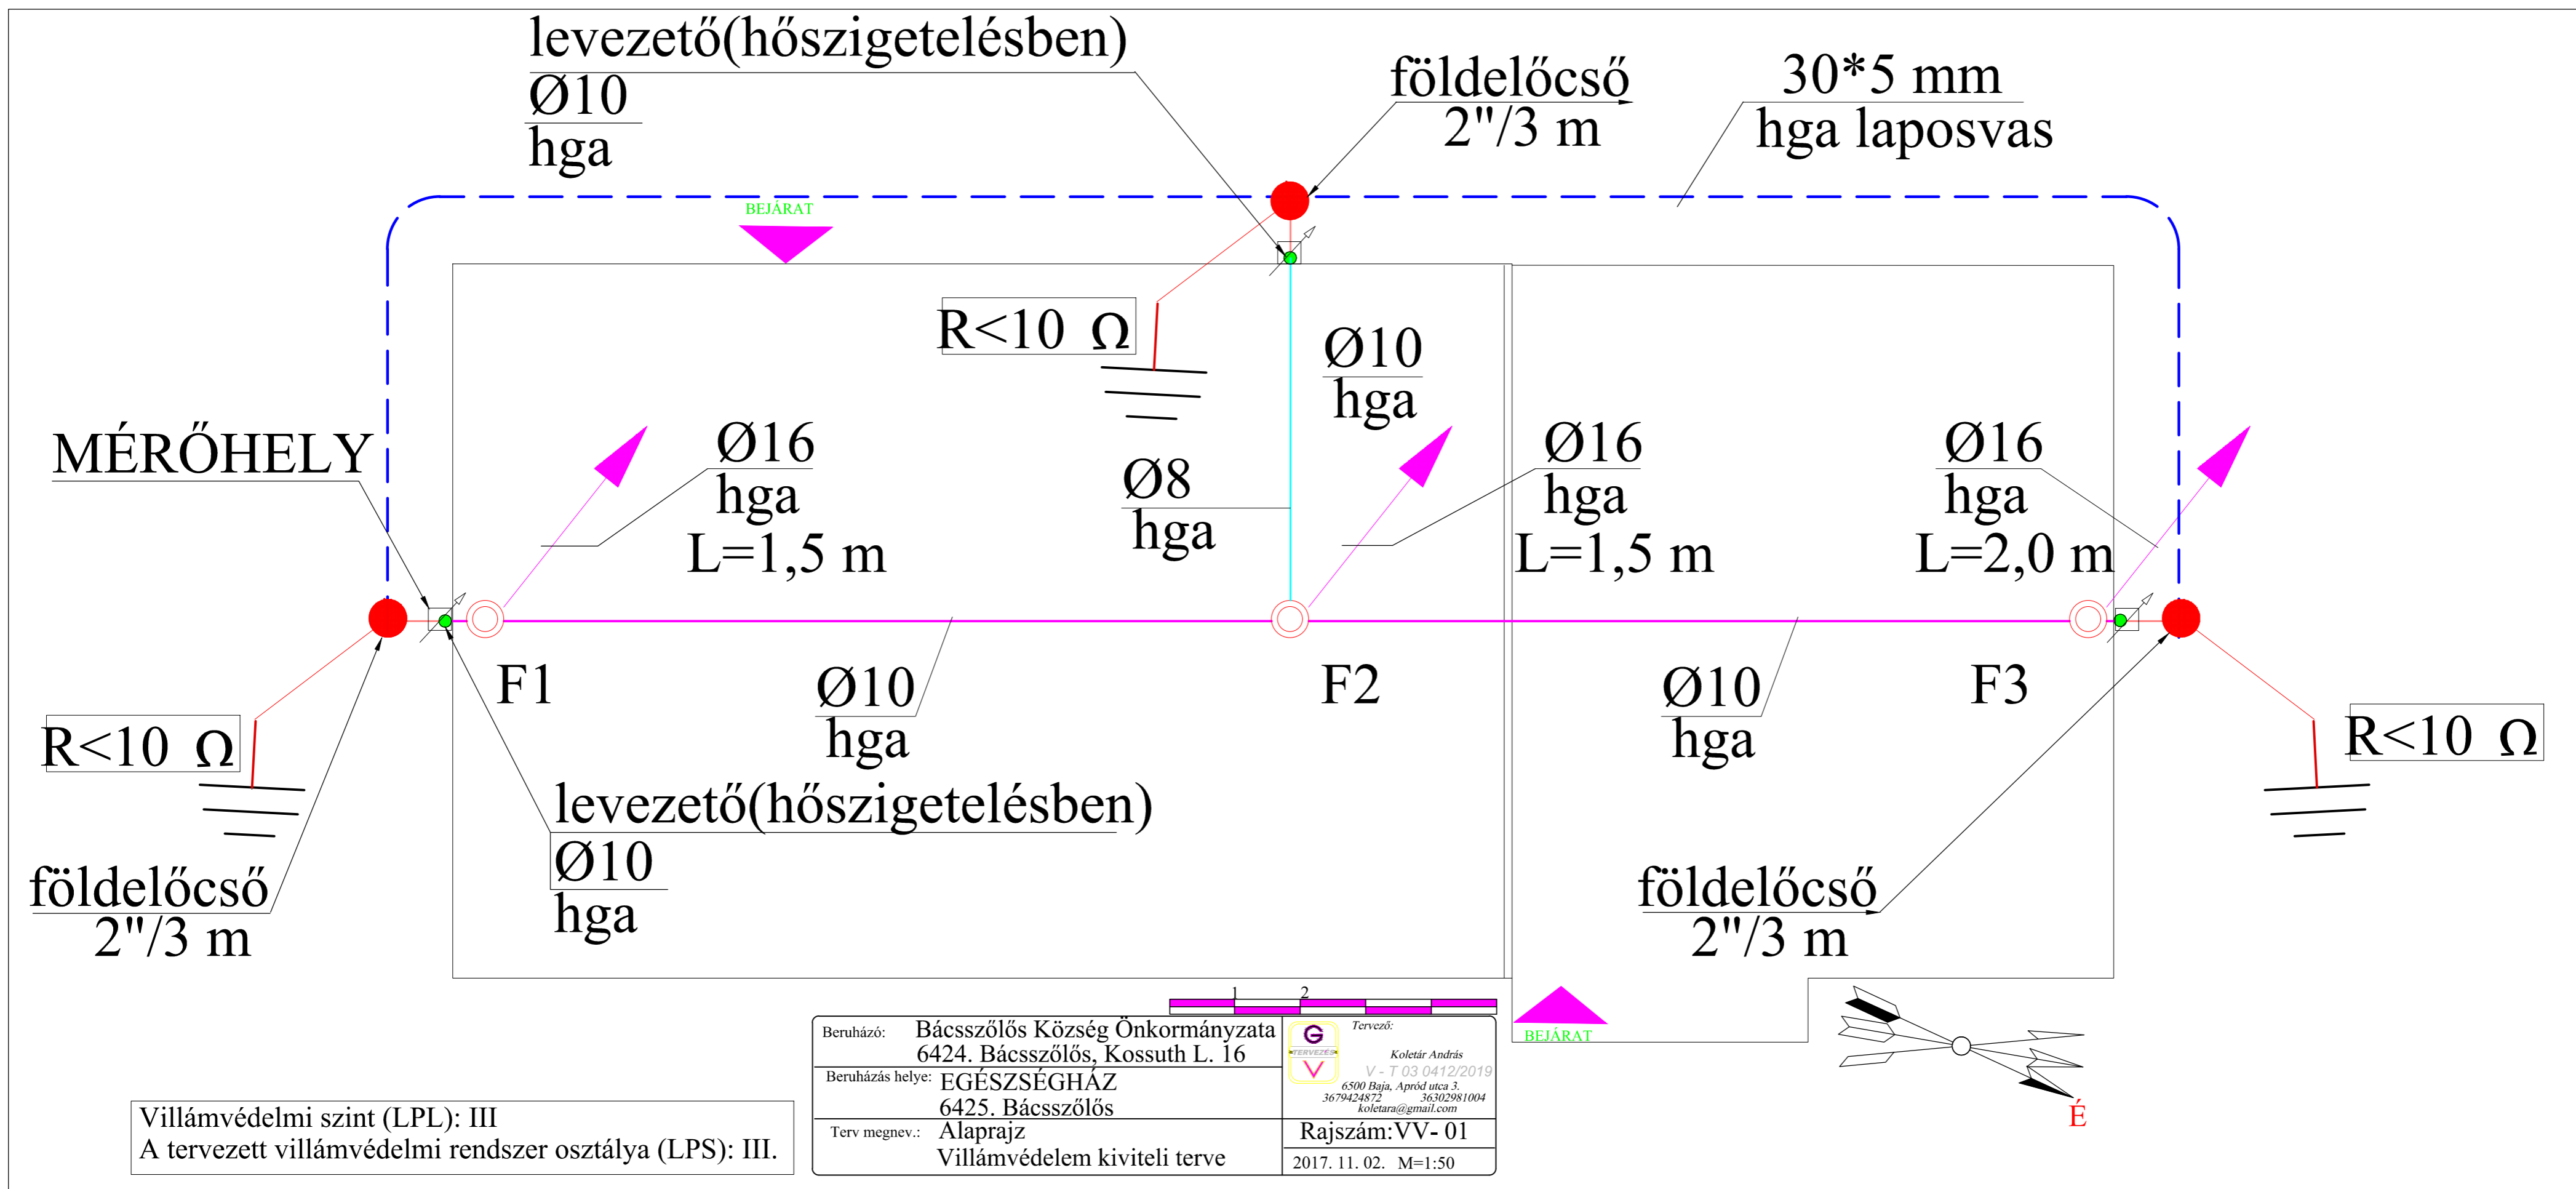 levezető(hőszigetelésben)
Ø10
hga
földelőcső
2"/3 m
30*5 mm
hga laposvas
BEJÁRAT
R<10 Ω
Ø10
hga
MÉRŐHELY
Ø16
hga
L=1,5 m
Ø8
hga
Ø16
hga
L=1,5 m
Ø16
hga
L=2,0 m
F1
F2
F3
Ø10
hga
Ø10
hga
R<10 Ω
R<10 Ω
levezető(hőszigetelésben)
Ø10
hga
földelőcső
2"/3 m
földelőcső
2"/3 m
1 2
BEJÁRAT
É
Villámvédelmi szint (LPL): III
A tervezett villámvédelmi rendszer osztálya (LPS): III.
Beruházó: Bácsszőlős Község Önkormányzata
6424. Bácsszőlős, Kossuth L. 16
Beruházás helye: EGÉSZSÉGHÁZ
6425. Bácsszőlős
Terv megnev.: Alaprajz
Villámvédelem kiviteli terve
G
TERVEZÉS
V
Tervező:
Koletár András
V - T 03 0412/2019
6500 Baja, Apród utca 3.
3679424872 36302981004
koletara@gmail.com
Rajszám:VV- 01
2017. 11. 02. M=1:50